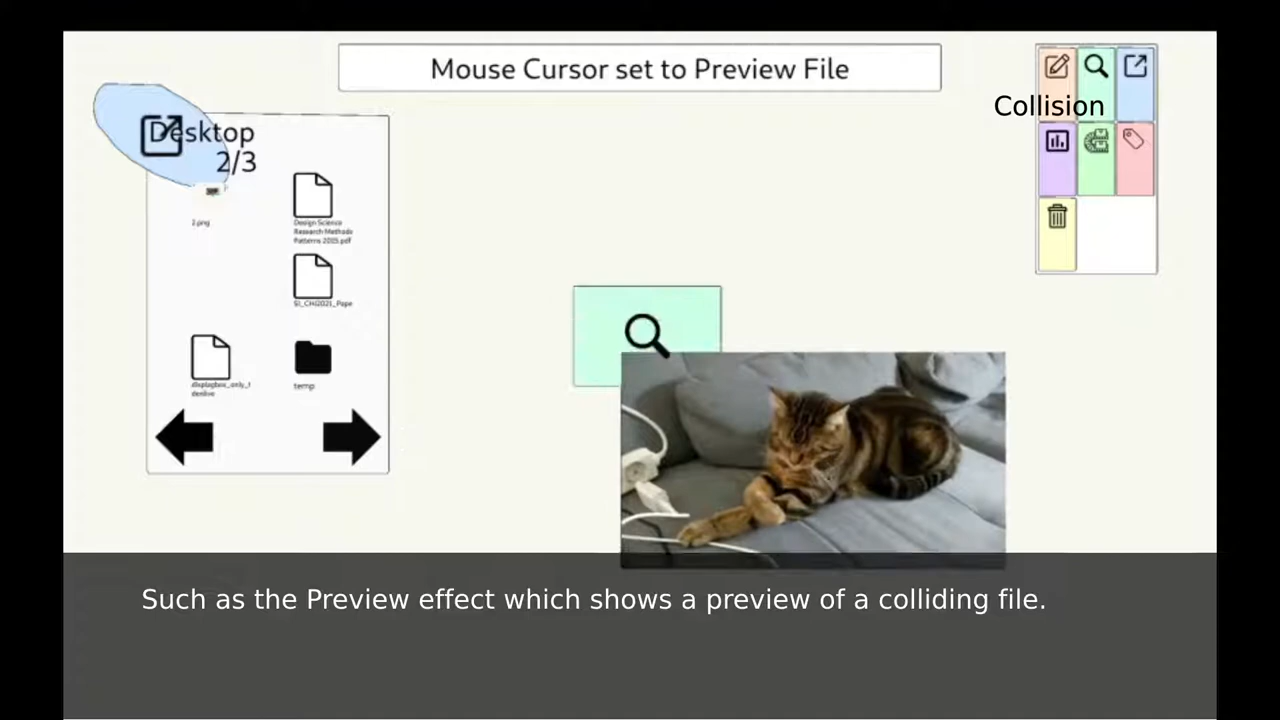 Mouse Cursor set to Preview File
Collision
Desktop
2/3
2.png
Design Science
Research Methods
Patterns 2015.pdf
SI_CHI2021_Pape
temp
Such as the Preview effect which shows a preview of a colliding file.